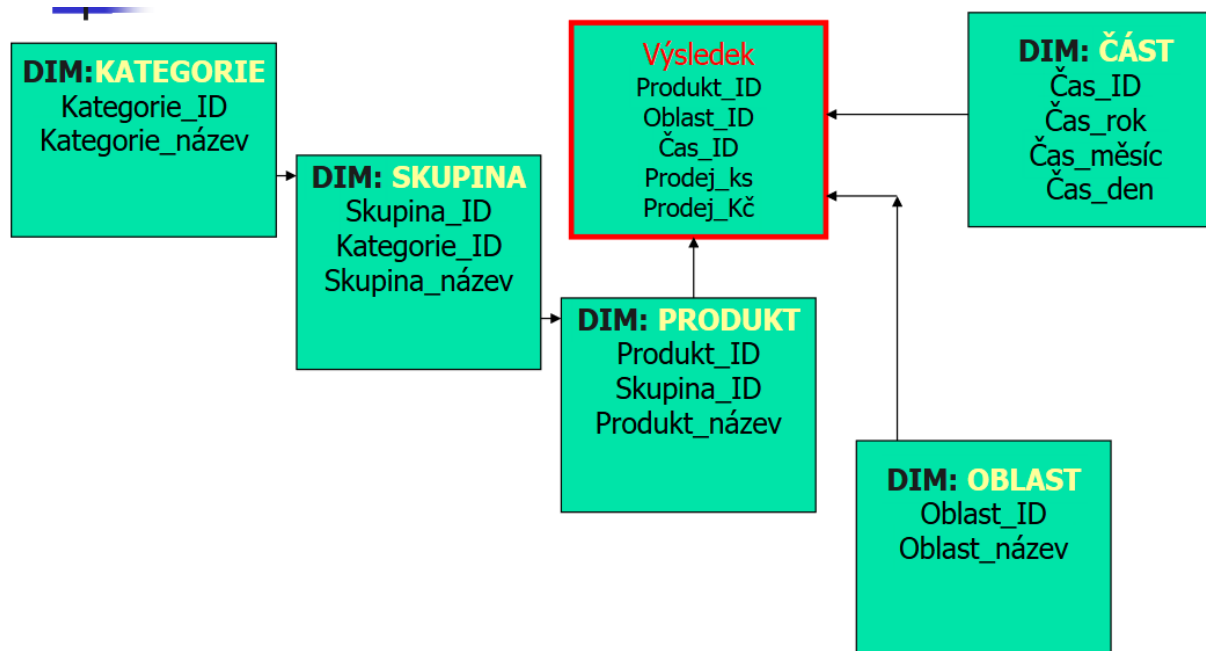 DIM:KATEGORIE
Kategorie_ID
Kategorie_název
DIM: SKUPINA
Skupina_ID
Kategorie_ID
Skupina_název
Výsledek
Produkt_ID
Oblast_ID
Čas_ID
Prodej_ks
Prodej_Kč
DIM: PRODUKT
Produkt_ID
Skupina_ID
Produkt_název
DIM: ČÁST
Čas_ID
Čas_rok
Čas_měsíc
Čas_den
DIM: OBLAST
Oblast_ID
Oblast_název